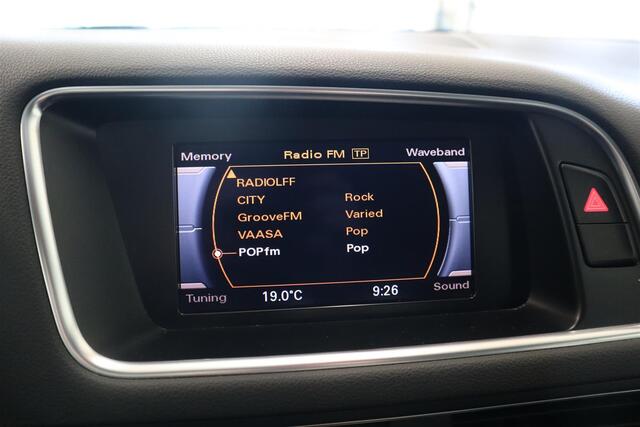 Memory Radio FM TP Waveband
RADIOLFF
CITY Rock
GrooveFM Varied
VAASA Pop
POPfm Pop
Tuning 19.0°C 9:26 Sound